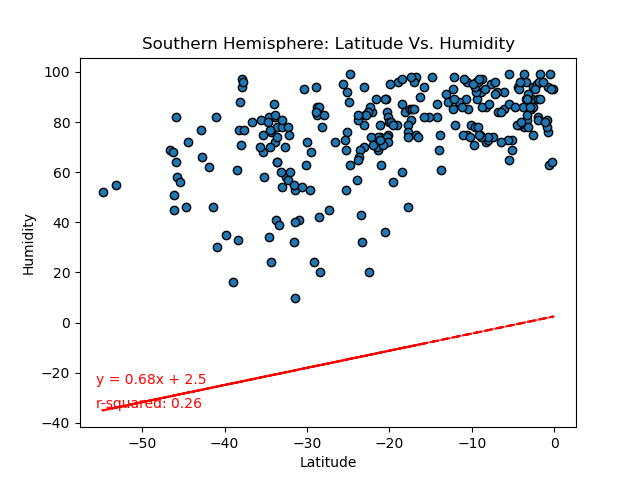 Southern Hemisphere: Latitude Vs. Humidity
Humidity
100
80
60
40
20
0
−20
−40
y = 0.68x + 2.5
r-squared: 0.26
−50
−40
−30
−20
−10
0
Latitude